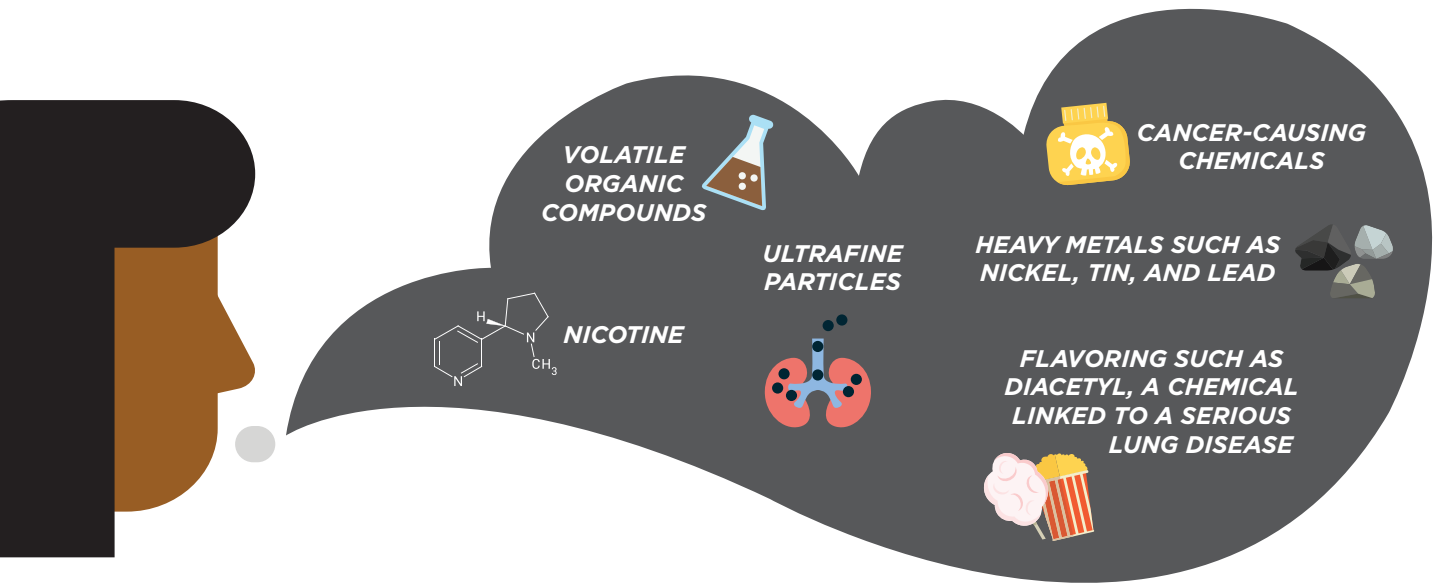 VOLATILE
ORGANIC
COMPOUNDS
CANCER-CAUSING
CHEMICALS
ULTRAFINE
PARTICLES
HEAVY METALS SUCH AS
NICKEL, TIN, AND LEAD
H
N
CH3
N
NICOTINE
FLAVORING SUCH AS
DIACETYL, A CHEMICAL
LINKED TO A SERIOUS
LUNG DISEASE